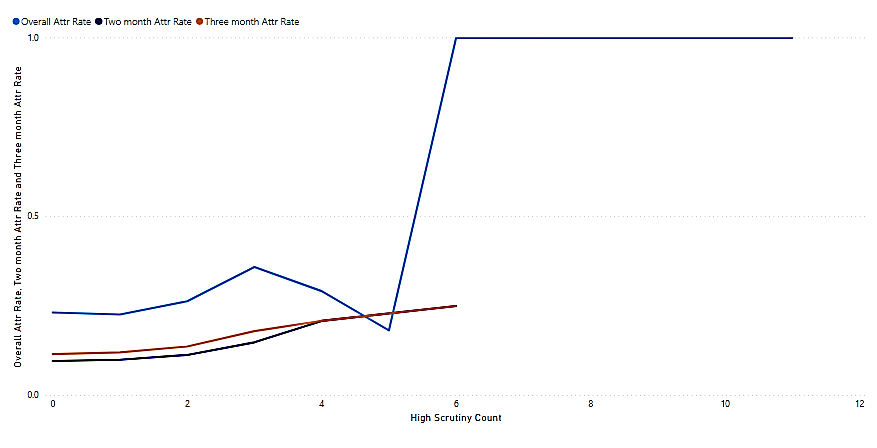 Overall Attr Rate Two month Attr Rate Three month Attr Rate
Overall Attr Rate, Two month Attr Rate and Three month Attr Rate
1.0
0.5
0.0
0 2 4 6 8 10 12
High Scrutiny Count